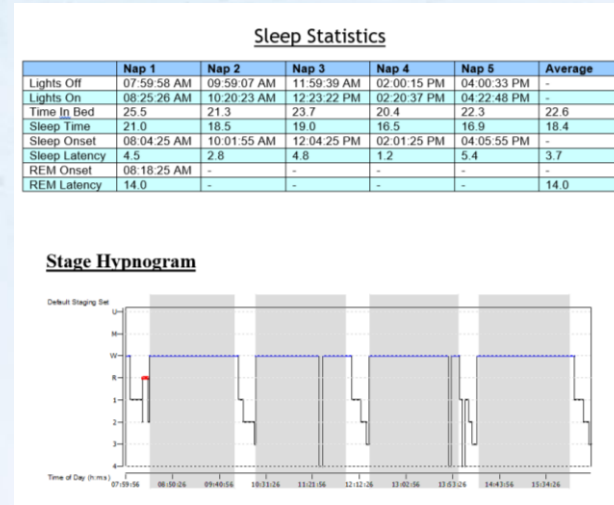 Sleep Statistics
Nap 1 Nap 2 Nap 3 Nap 4 Nap 5 Average
Lights Off 07:59:58 AM 09:59:07 AM 11:59:39 AM 02:00:15 PM 04:00:33 PM -
Lights On 08:25:26 AM 10:20:23 AM 12:23:22 PM 02:20:37 PM 04:22:48 PM -
Time In Bed 25.5 21.3 23.7 20.4 22.3 22.6
Sleep Time 21.0 18.5 19.0 16.5 16.9 18.4
Sleep Onset 08:04:25 AM 10:01:55 AM 12:04:25 PM 02:01:25 PM 04:05:55 PM -
Sleep Latency 4.5 2.8 4.8 1.2 5.4 3.7
REM Onset 08:18:25 AM - - - - -
REM Latency 14.0 - - - - 14.0
Stage Hypnogram
Default Staging Set
U
M
W
R
1
2
3
4
Time of Day (h:m:s)
07:59:56 09:40:56 10:31:26 11:21:56 12:12:26 13:02:56 13:53:26 14:43:56 15:34:26